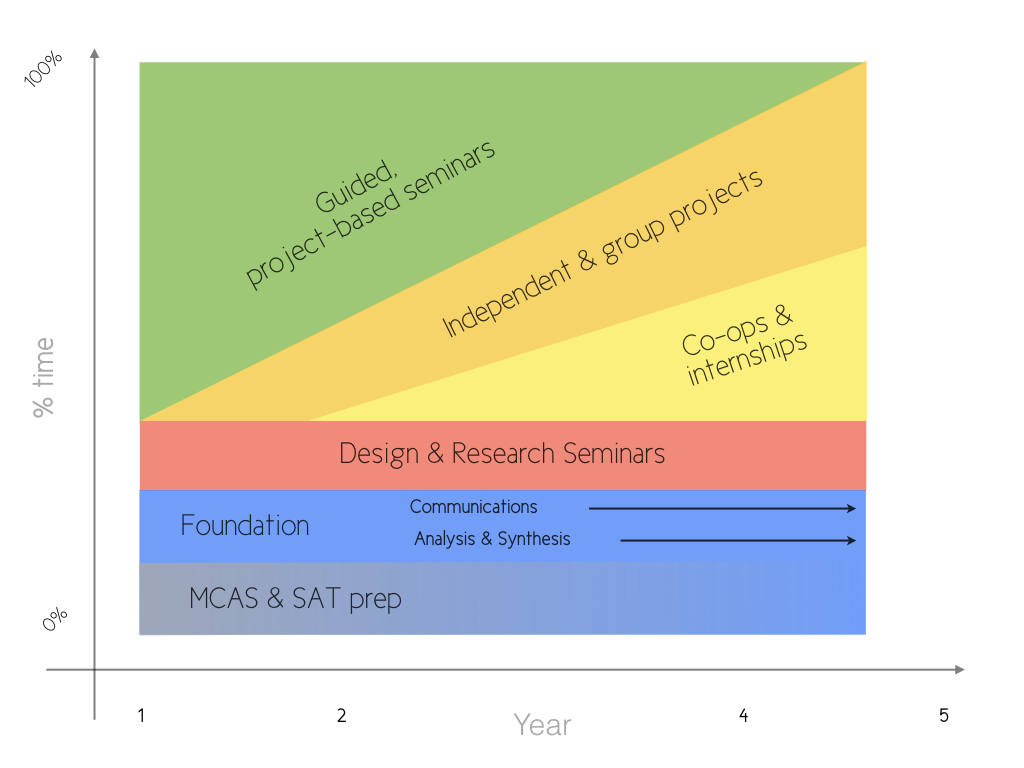 100%
Guided,
project-based seminars
Independent & group projects
Co-ops &
internships
% time
Design & Research Seminars
Foundation
Communications
Analysis & Synthesis
MCAS & SAT prep
0%
1 2 4 5
Year